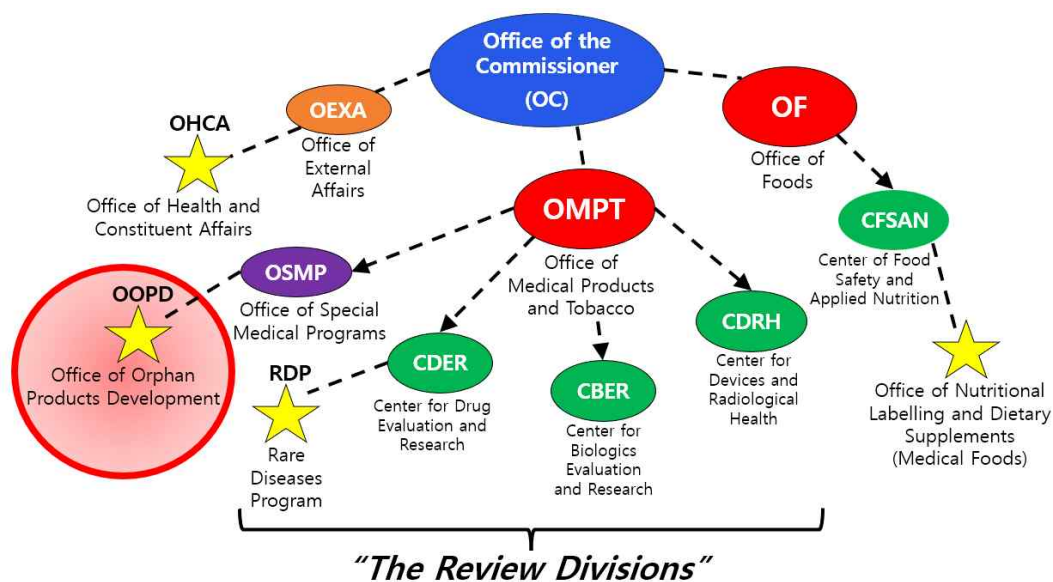 Office of the
Commissioner
(OC)
OEXA
Office of
External
Affairs
OHCA
Office of Health and
Constituent Affairs
OF
Office of
Foods
OMPT
Office of
Medical Products
and Tobacco
CFSAN
Center of Food
Safety and
Applied Nutrition
OSMP
Office of Special
Medical Programs
OOPD
Office of Orphan
Products Development
RDP
Rare
Diseases
Program
CDER
Center for Drug
Evaluation and
Research
CBER
Center for
Biologics
Evaluation
and Research
CDRH
Center for
Devices and
Radiological
Health
Office of Nutritional
Labelling and Dietary
Supplements
(Medical Foods)
“The Review Divisions”